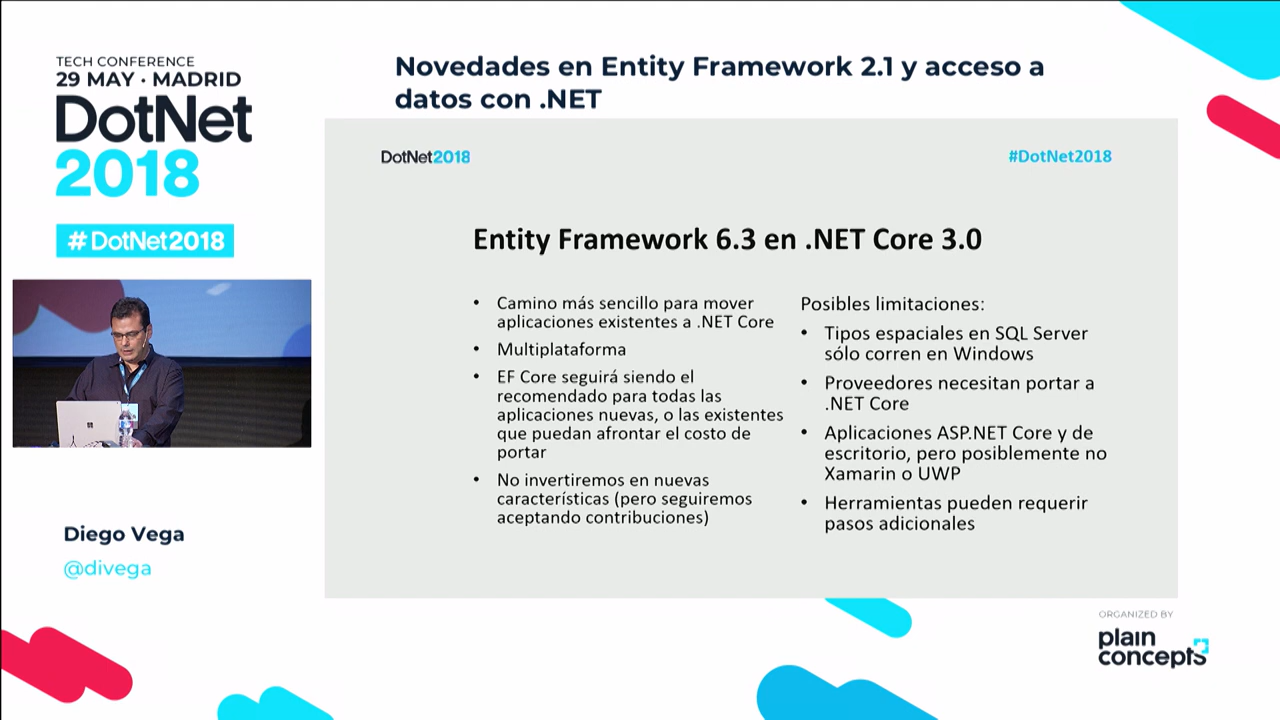 TECH CONFERENCE
29 MAY · MADRID
DotNet
2018
#DotNet2018
Novedades en Entity Framework 2.1 y acceso a
datos con .NET
DotNet2018
#DotNet2018
Entity Framework 6.3 en .NET Core 3.0
• Camino más sencillo para mover
aplicaciones existentes a .NET Core
• Multiplataforma
• EF Core seguirá siendo el
recomendado para todas las
aplicaciones nuevas, o las existentes
que puedan afrontar el costo de
portar
• No invertiremos en nuevas
características (pero seguiremos
aceptando contribuciones)
Posibles limitaciones:
• Tipos espaciales en SQL Server
sólo corren en Windows
• Proveedores necesitan portar a
.NET Core
• Aplicaciones ASP.NET Core y de
escritorio, pero posiblemente no
Xamarin o UWP
• Herramientas pueden requerir
pasos adicionales
Diego Vega
@divega
ORGANIZED BY
plain
concepts